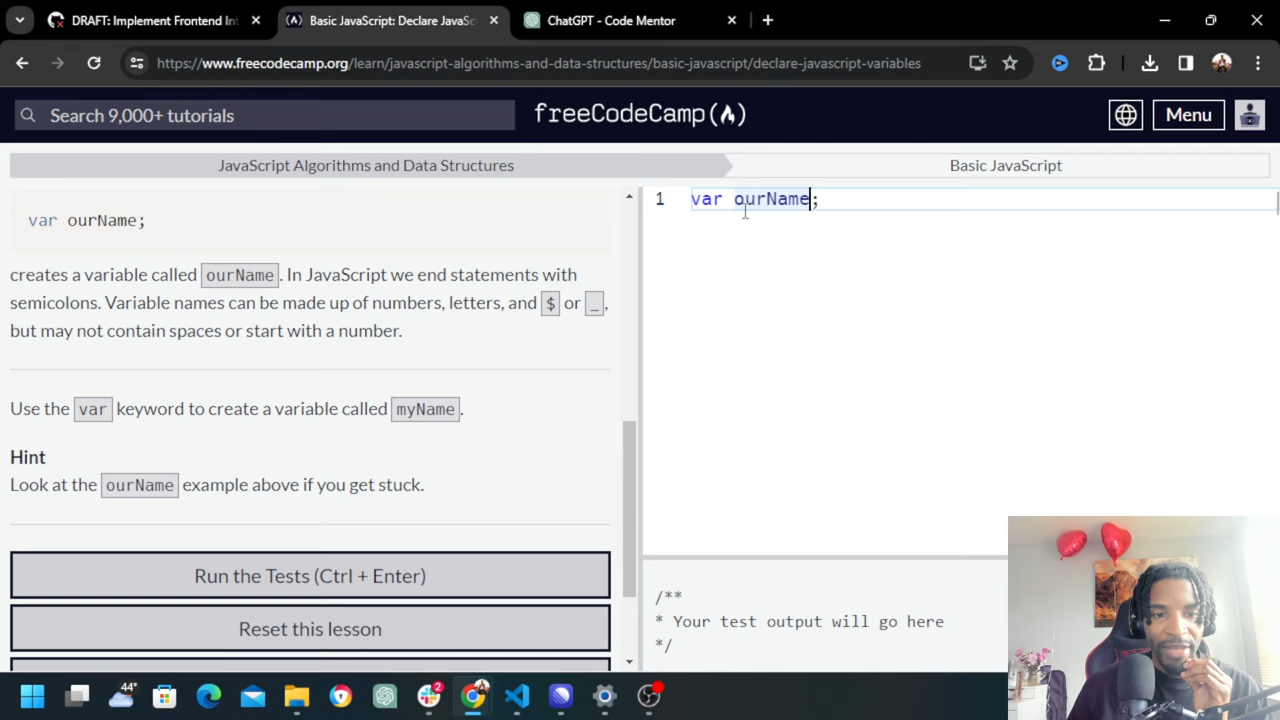 DRAFT: Implement Frontend Int
Basic JavaScript: Declare JavaSc
ChatGPT - Code Mentor
https://www.freecodecamp.org/learn/javascript-algorithms-and-data-structures/basic-javascript/declare-javascript-variables
Search 9,000+ tutorials
freeCodeCamp(🔥)
Menu
JavaScript Algorithms and Data Structures
Basic JavaScript
var ourName;
creates a variable called ourName. In JavaScript we end statements with
semicolons. Variable names can be made up of numbers, letters, and $ or _,
but may not contain spaces or start with a number.
Use the var keyword to create a variable called myName.
Hint
Look at the ourName example above if you get stuck.
Run the Tests (Ctrl + Enter)
Reset this lesson
1 var ourName;
/**
* Your test output will go here
*/
44°
2